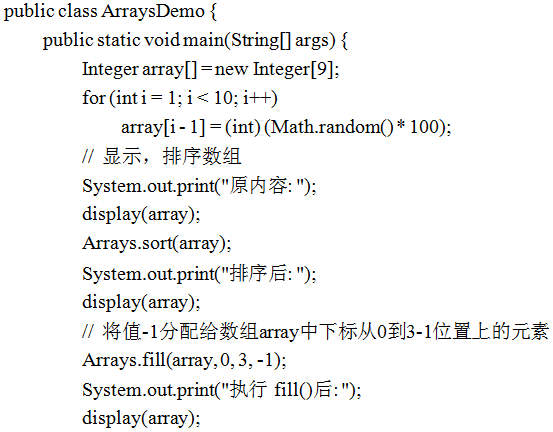 public class ArraysDemo {
public static void main(String[] args) {
Integer array[] = new Integer[9];
for (int i = 1; i < 10; i++)
array[i - 1] = (int) (Math.random() * 100);
// 显示，排序数组
System.out.print("原内容: ");
display(array);
Arrays.sort(array);
System.out.print("排序后: ");
display(array);
// 将值-1分配给数组array中下标从0到3-1位置上的元素
Arrays.fill(array, 0, 3, -1);
System.out.print("执行 fill()后: ");
display(array);